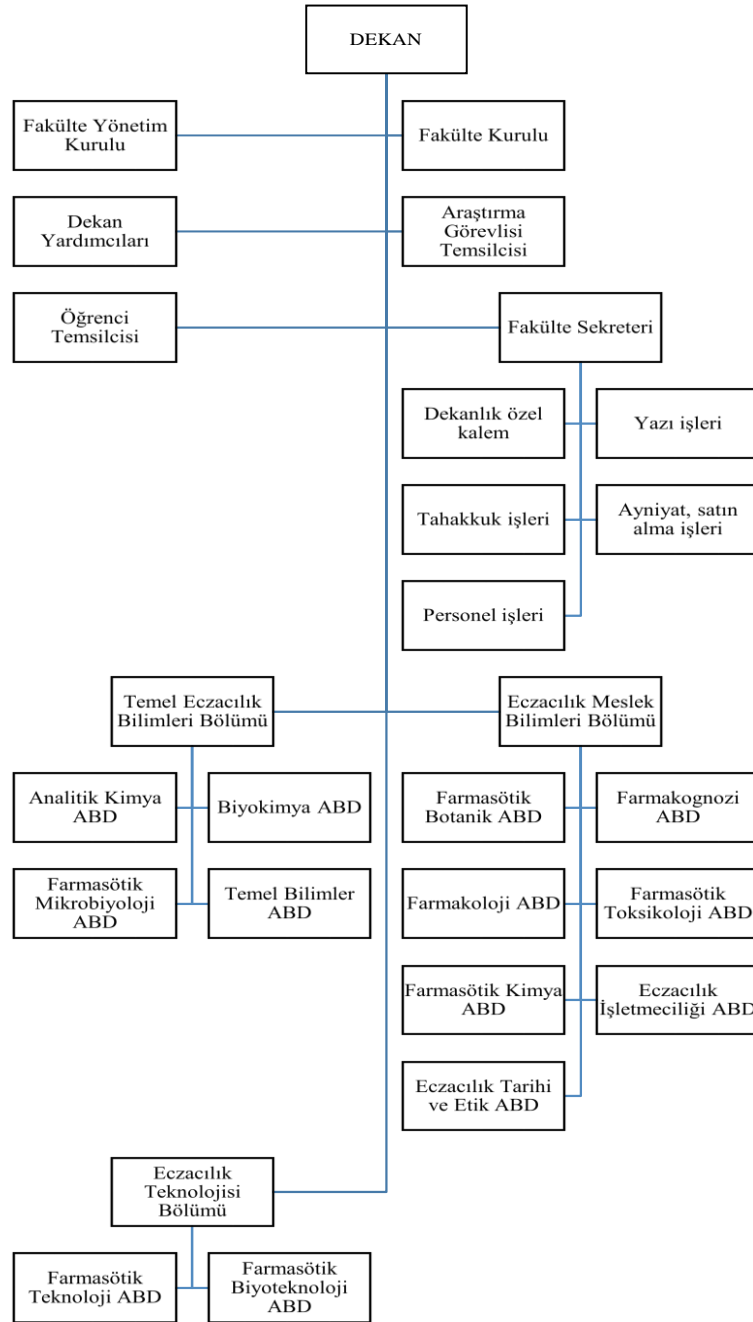 DEKAN
Fakülte Yönetim
Kurulu
Fakülte Kurulu
Dekan
Yardımcıları
Araştırma
Görevlisi
Temsilcisi
Öğrenci
Temsilcisi
Fakülte Sekreteri
Dekanlık özel
kalem
Yazı işleri
Tahakkuk işleri
Ayniyat, satın
alma işleri
Personel işleri
Temel Eczacılık
Bilimleri Bölümü
Eczacılık Meslek
Bilimleri Bölümü
Analitik Kimya
ABD
Biyokimya ABD
Farmasötik
Botanik ABD
Farmakognozi
ABD
Farmasötik
Mikrobiyoloji
ABD
Temel Bilimler
ABD
Farmakoloji ABD
Farmasötik
Toksikoloji ABD
Farmasötik Kimya
ABD
Eczacılık
İşletmeciliği ABD
Eczacılık Tarihi
ve Etik ABD
Eczacılık
Teknolojisi
Bölümü
Farmasötik
Teknoloji ABD
Farmasötik
Biyoteknoloji
ABD